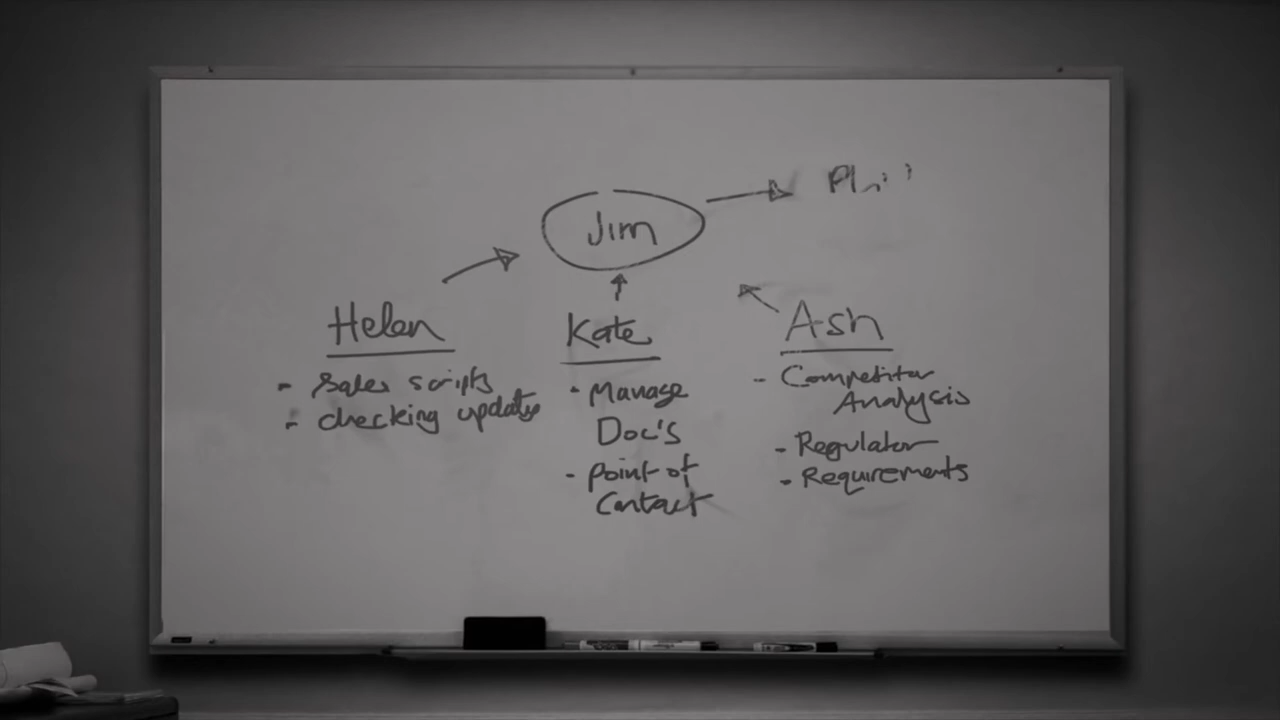 Jim
Helen
- Sales scripts
- checking updates
Kate
- Manage
Doc's
- Point of
Contact
Ash
- Competitor
Analysis
- Regulator
- Requirements